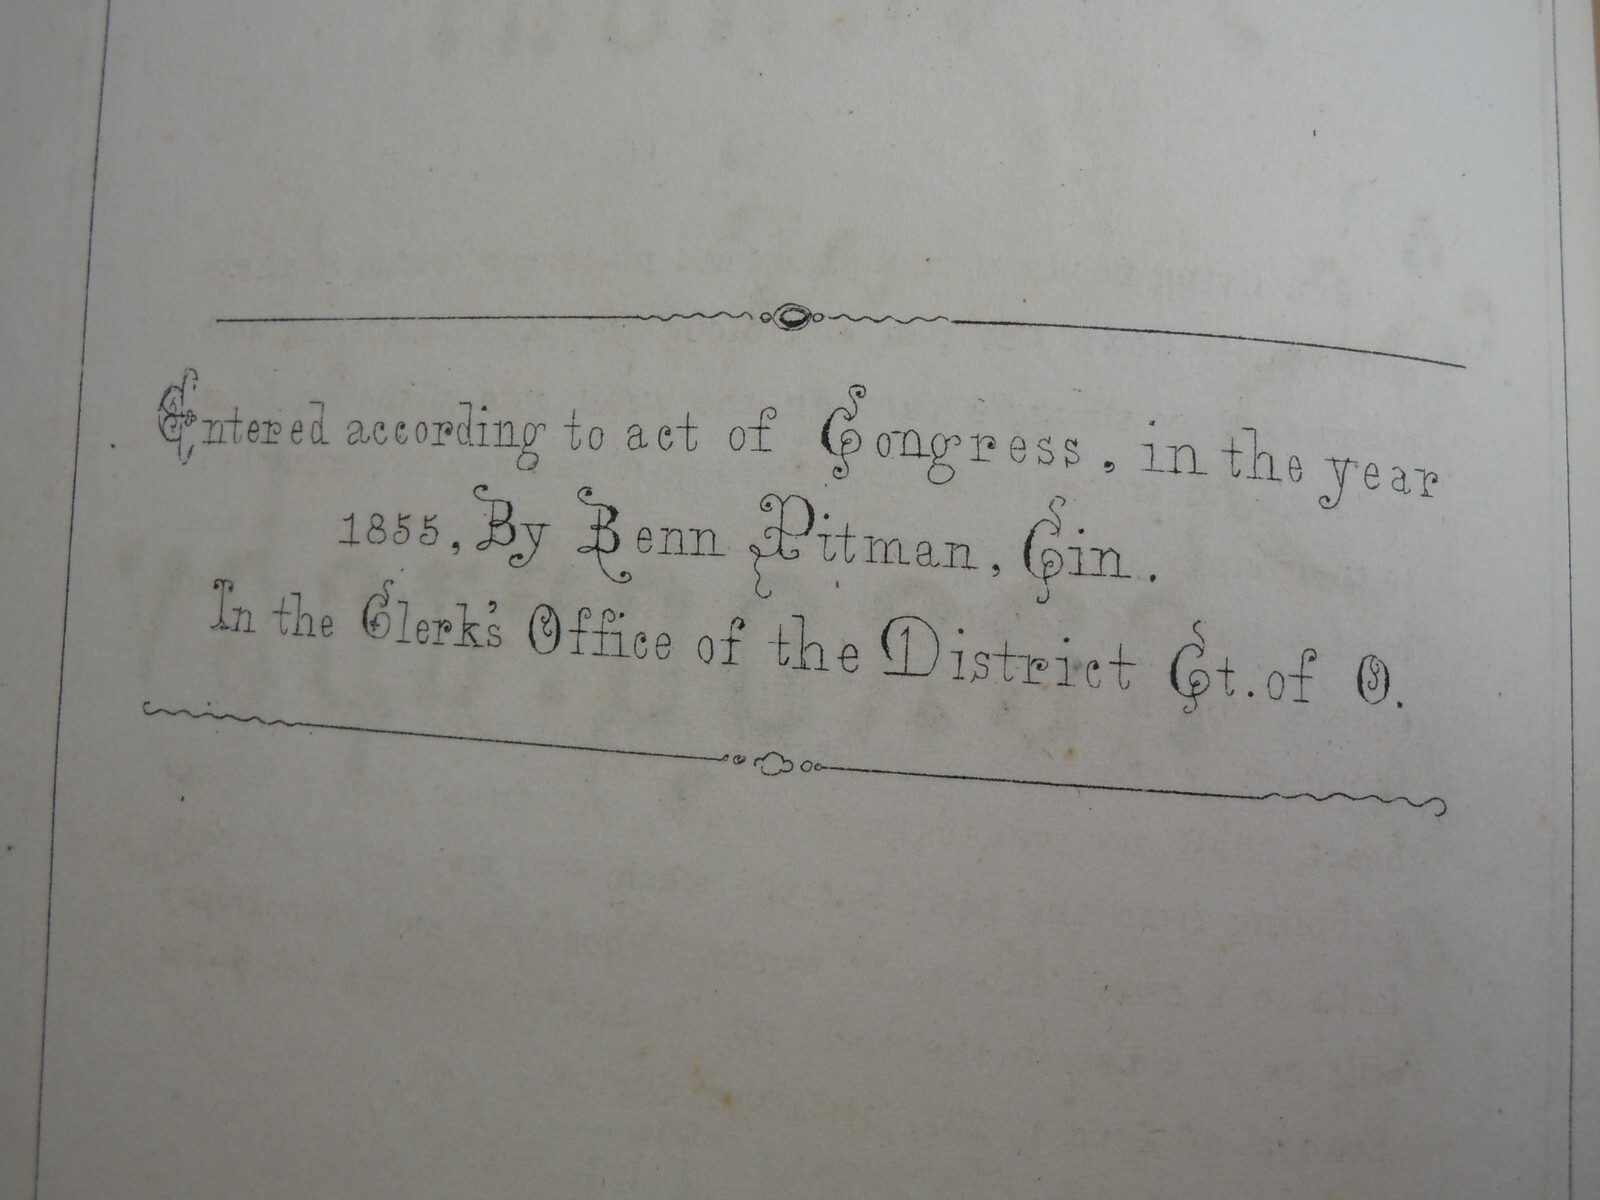 Entered according to act of Congress, in the year
1855, By Benn Pitman, Cin.
In the Clerk's Office of the District Ct. of O.